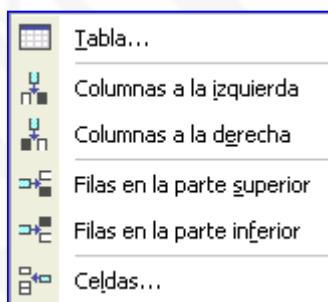 Tabla...
Columnas a la izquierda
Columnas a la derecha
Filas en la parte superior
Filas en la parte inferior
Celdas...